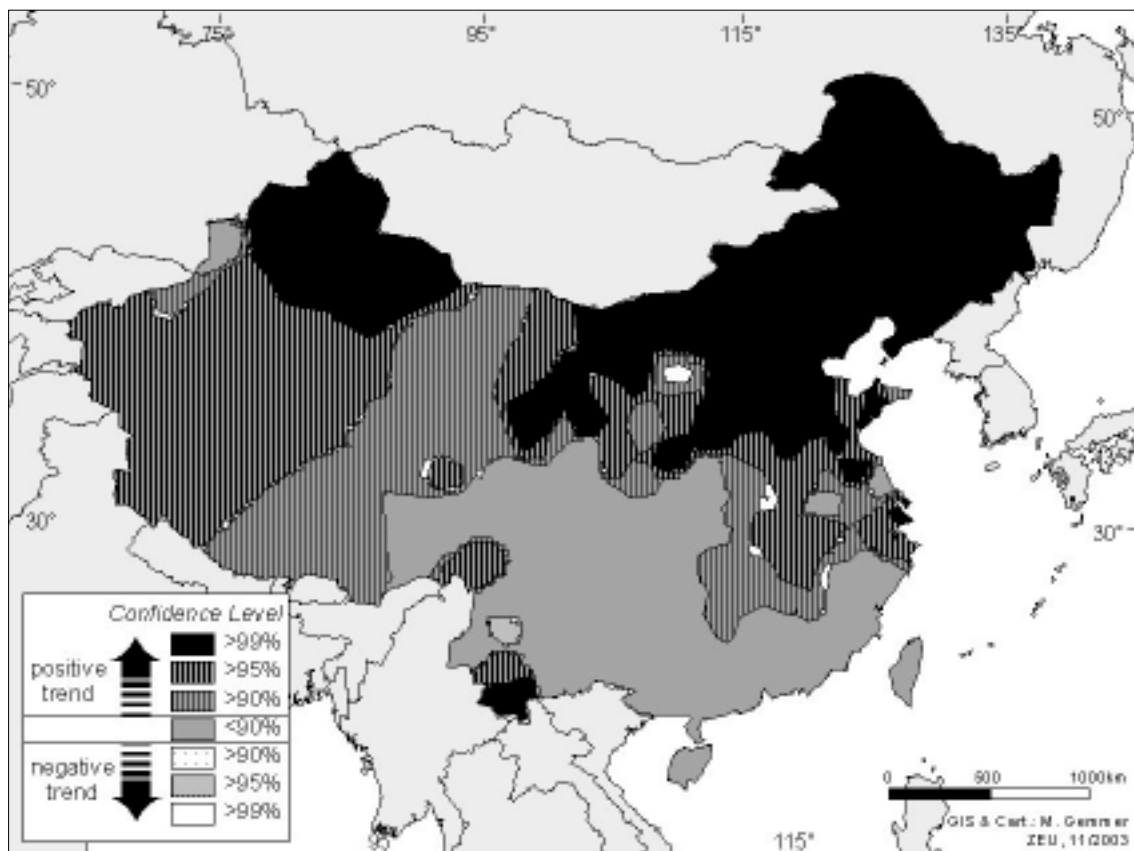 75° 95° 115° 135°
50° 50°
30° 30°
Confidence Level
positive trend
>99%
>95%
>90%
<90%
negative trend
>90%
>95%
>99%
95° 115°
0 500 1000km
GIS & Cart.: M. Gemmer
ZEU, 11/2003